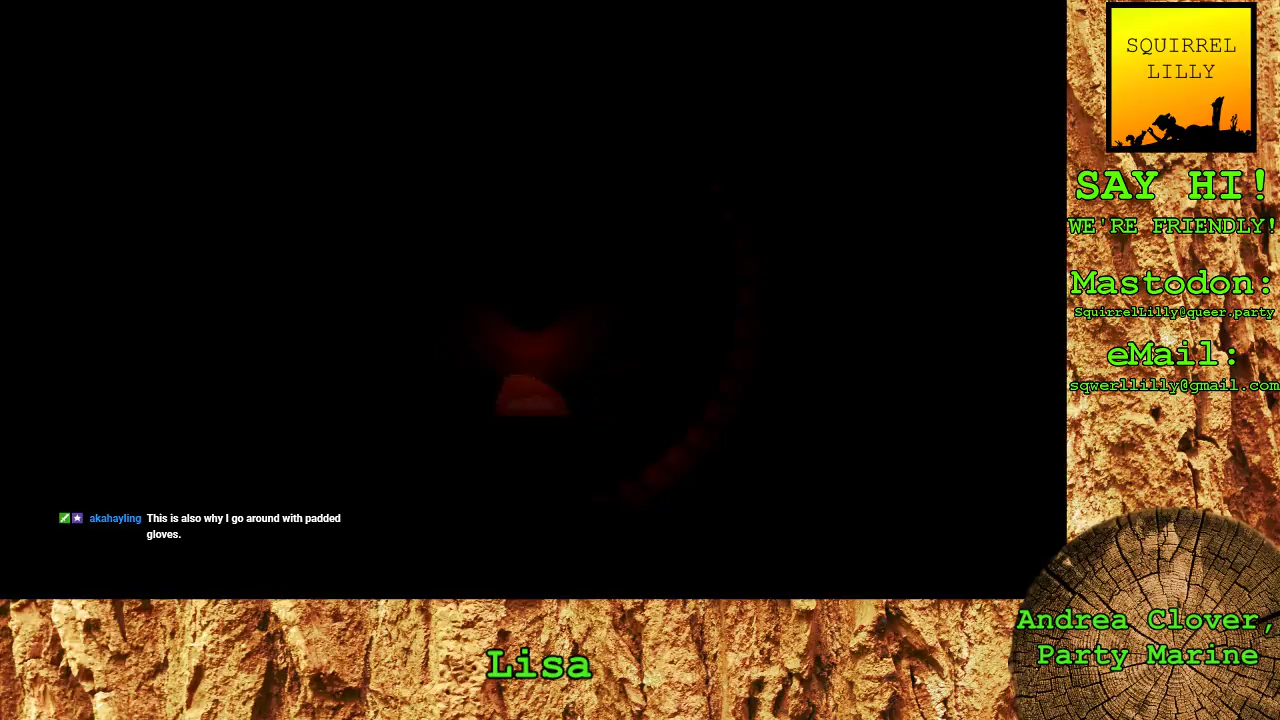 SQUIRREL
LILLY
SAY HI!
WE'RE FRIENDLY!
Mastodon:
SquirrelLilly@queer.party
eMail:
sqwerllilly@gmail.com
akahayling This is also why I go around with padded
gloves.
Andrea Clover,
Party Marine
Lisa